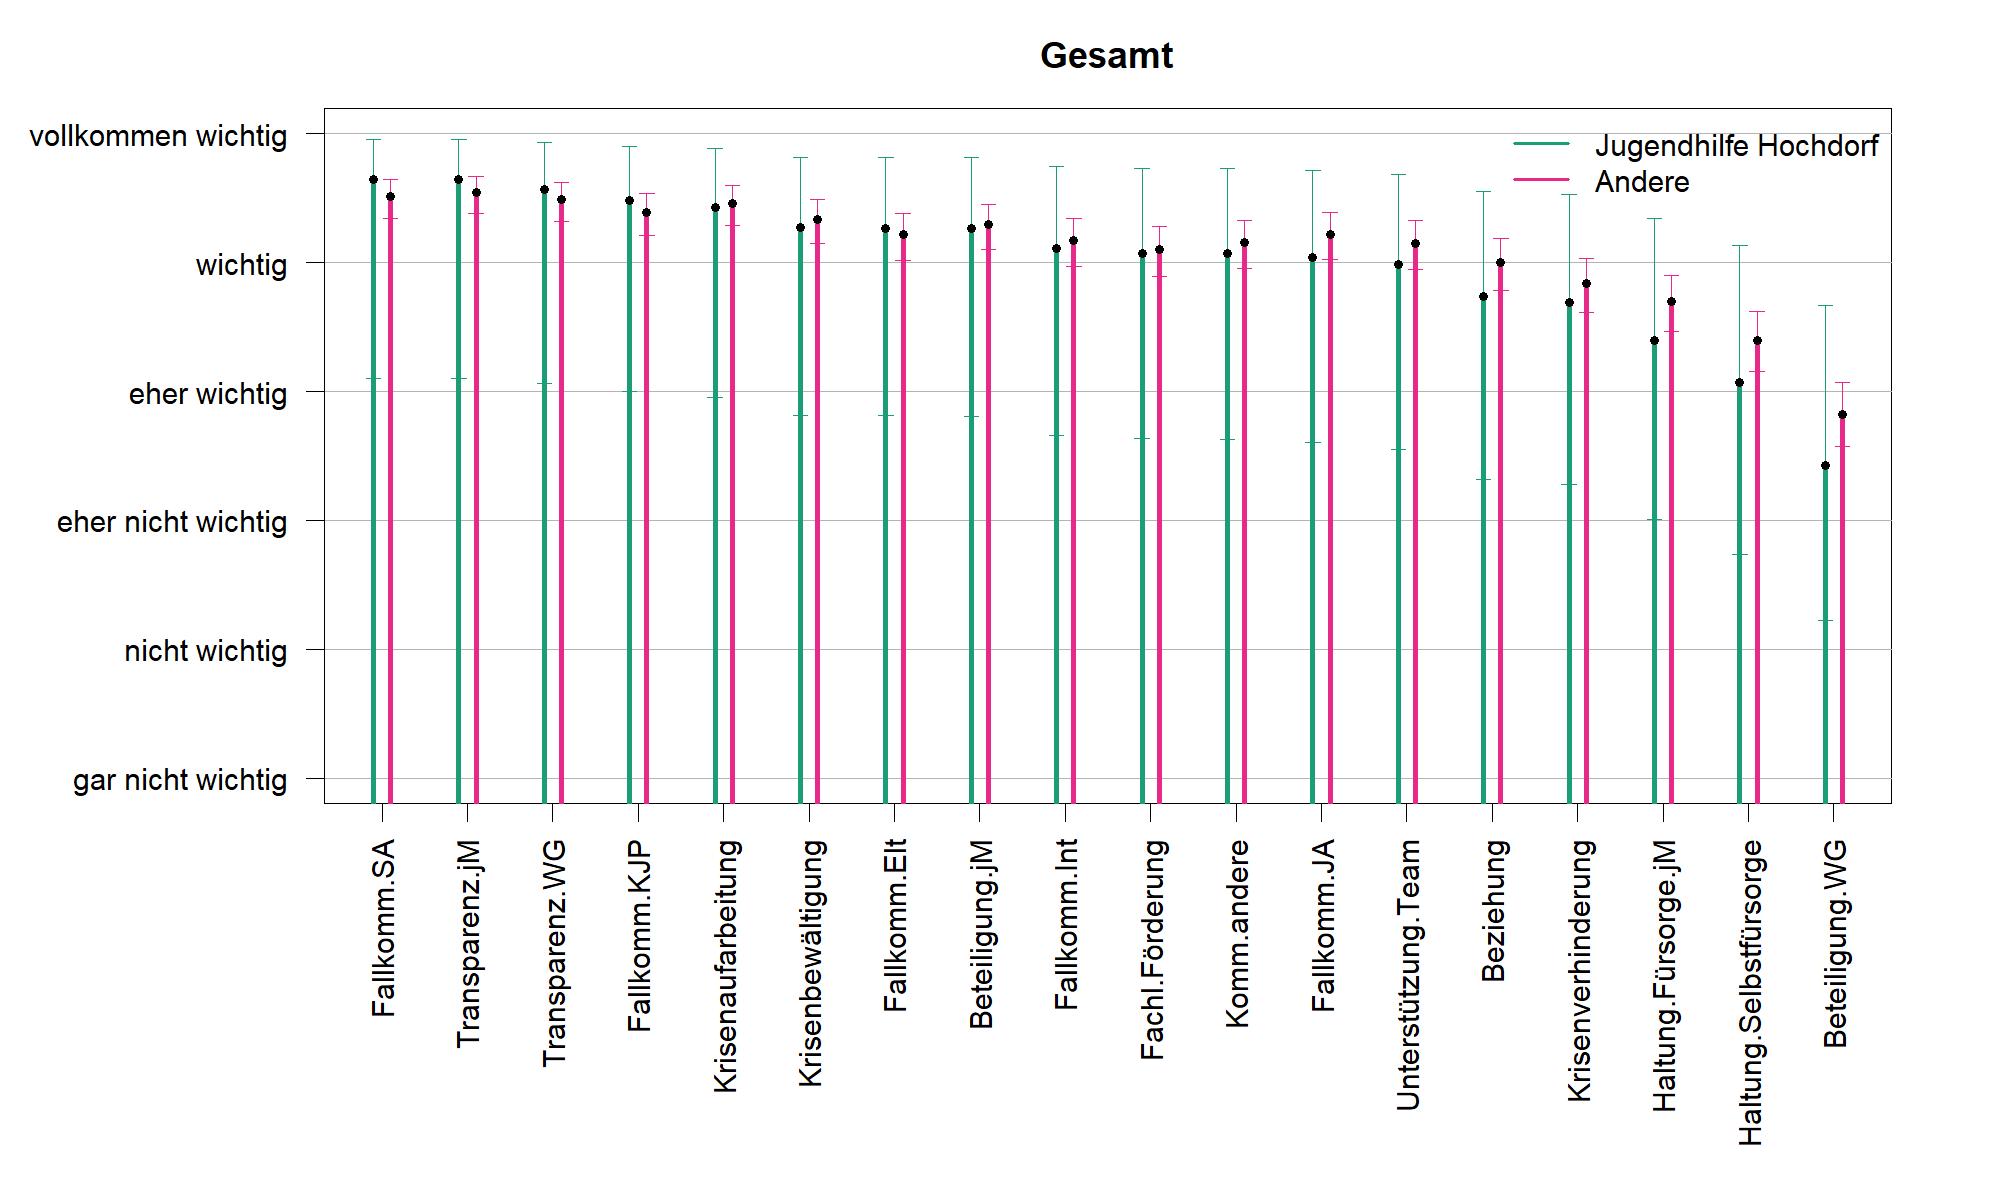 Gesamt
vollkommen wichtig
wichtig
eher wichtig
eher nicht wichtig
nicht wichtig
gar nicht wichtig
Jugendhilfe Hochdorf
Andere
Fallkomm.SA
Transparenz.jM
Transparenz.WG
Fallkomm.KJP
Krisenaufarbeitung
Krisenbewältigung
Fallkomm.Elt
Beteiligung.jM
Fallkomm.Int
Fachl.Förderung
Komm.andere
Fallkomm.JA
Unterstützung.Team
Beziehung
Krisenverhinderung
Haltung.Fürsorge.jM
Haltung.Selbstfürsorge
Beteiligung.WG